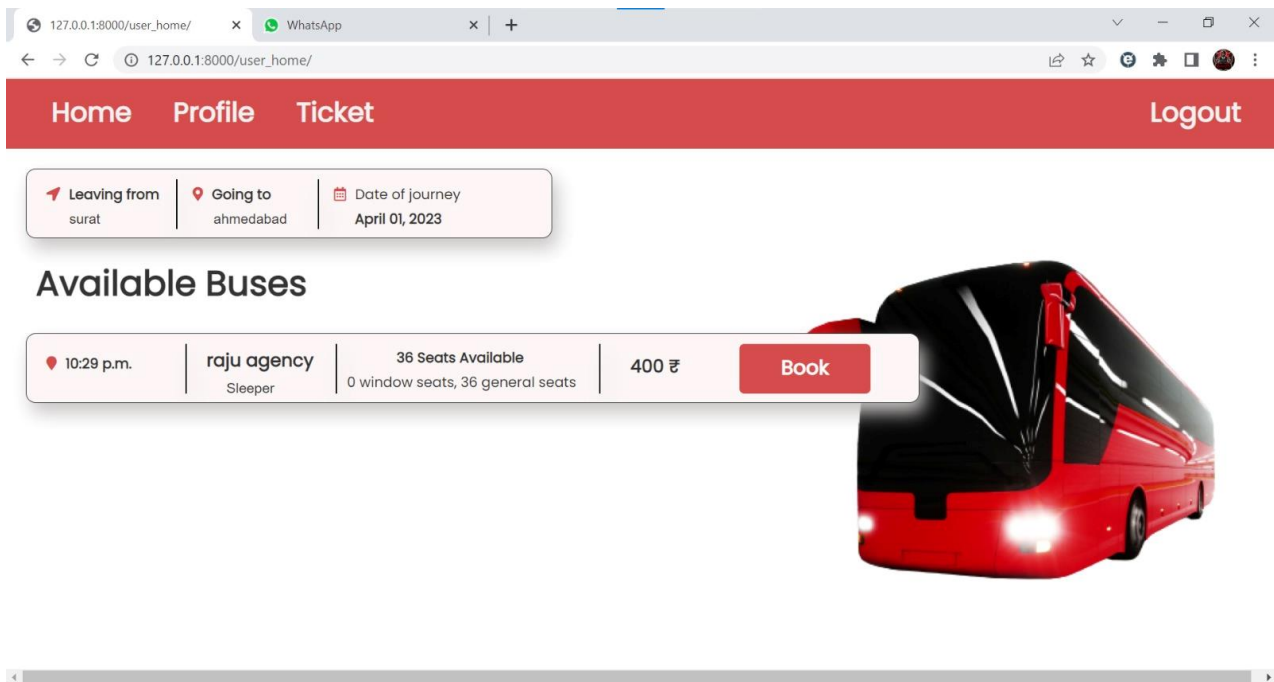 127.0.0.1:8000/user_home/ WhatsApp
127.0.0.1:8000/user_home/
Home Profile Ticket Logout
Leaving from Going to Date of journey
surat ahmedabad April 01, 2023
Available Buses
10:29 p.m. raju agency 36 Seats Available 400 ₹ Book
Sleeper 0 window seats, 36 general seats